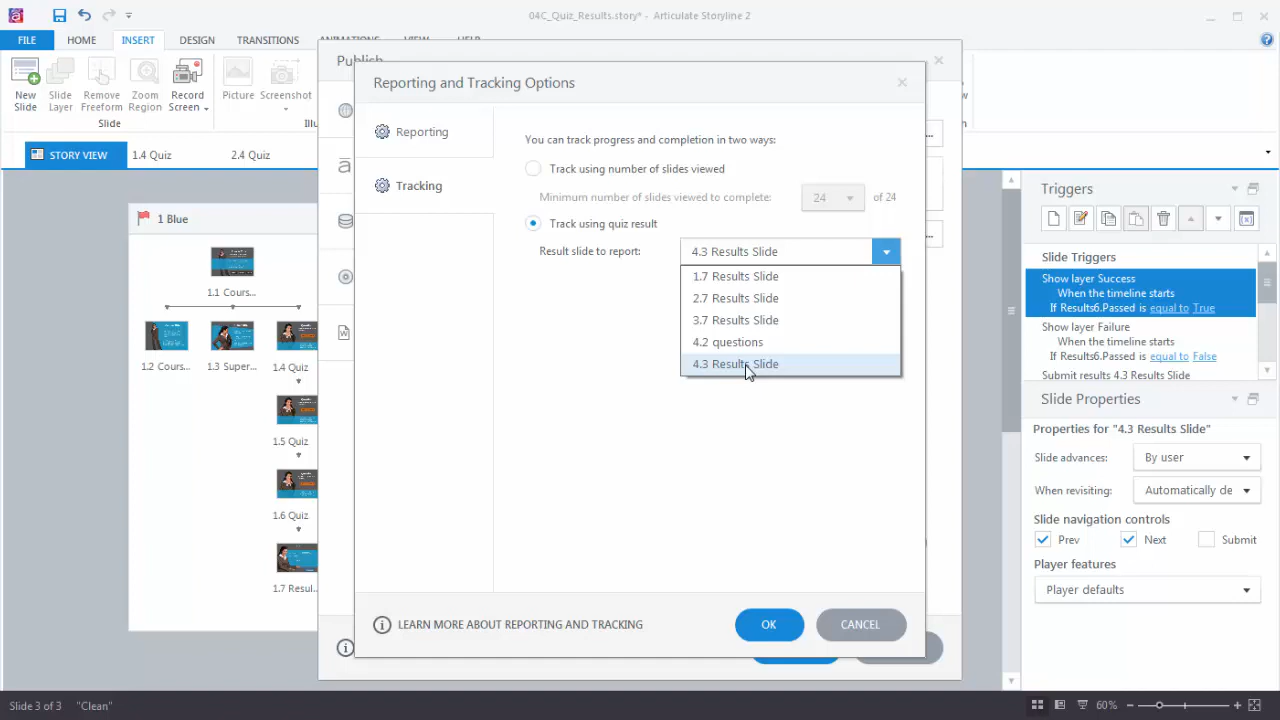 04C_Quiz_Results.story* - Articulate Storyline 2
FILE
HOME
INSERT
DESIGN
TRANSITIONS
New
Slide
Slide
Layer
Remove
Freeform
Zoom
Region
Record
Screen
Picture
Screenshot
Slide
STORY VIEW
1.4 Quiz
2.4 Quiz
1 Blue
1.1 Cours...
1.2 Cours...
1.3 Super...
1.4 Quiz
1.5 Quiz
1.6 Quiz
1.7 Resul...
Reporting and Tracking Options
Reporting
Tracking
You can track progress and completion in two ways:
Track using number of slides viewed
Minimum number of slides viewed to complete:
24
of 24
Track using quiz result
Result slide to report:
4.3 Results Slide
1.7 Results Slide
2.7 Results Slide
3.7 Results Slide
4.2 questions
4.3 Results Slide
LEARN MORE ABOUT REPORTING AND TRACKING
OK
CANCEL
Triggers
Slide Triggers
Show layer Success
When the timeline starts
If Results6.Passed is equal to True
Show layer Failure
When the timeline starts
If Results6.Passed is equal to False
Submit results 4.3 Results Slide
Slide Properties
Properties for "4.3 Results Slide"
Slide advances:
By user
When revisiting:
Automatically de
Slide navigation controls
Prev
Next
Submit
Player features
Player defaults
Slide 3 of 3
"Clean"
60%